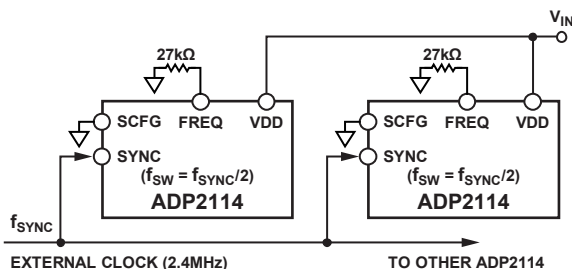 V_IN
27kΩ 27kΩ
SCFG FREQ VDD SCFG FREQ VDD
SYNC SYNC
(f_SW = f_SYNC/2) (f_SW = f_SYNC/2)
ADP2114 ADP2114
f_SYNC
EXTERNAL CLOCK (2.4MHz) TO OTHER ADP2114